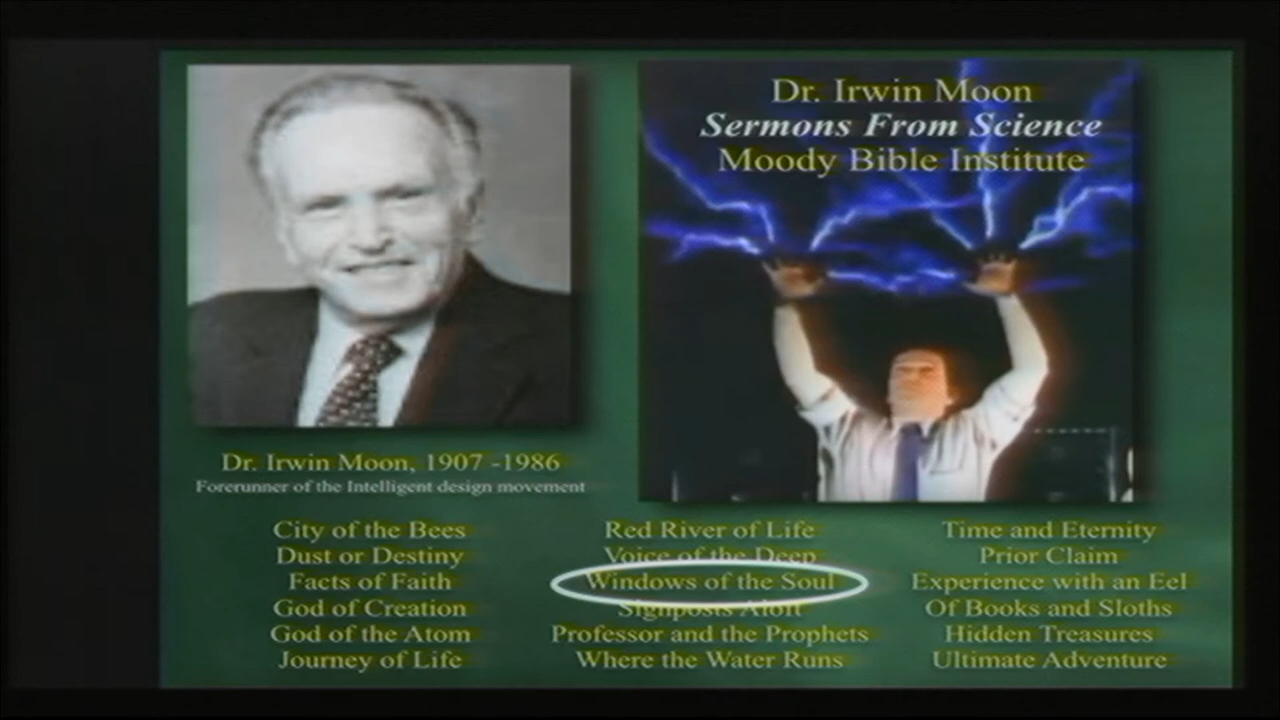 Dr. Irwin Moon
Sermons From Science
Moody Bible Institute
Dr. Irwin Moon, 1907 -1986
Forerunner of the Intelligent design movement
City of the Bees
Dust or Destiny
Facts of Faith
God of Creation
God of the Atom
Journey of Life
Red River of Life
Voice of the Deep
Windows of the Soul
Signposts Aloft
Professor and the Prophets
Where the Water Runs
Time and Eternity
Prior Claim
Experience with an Eel
Of Books and Sloths
Hidden Treasures
Ultimate Adventure